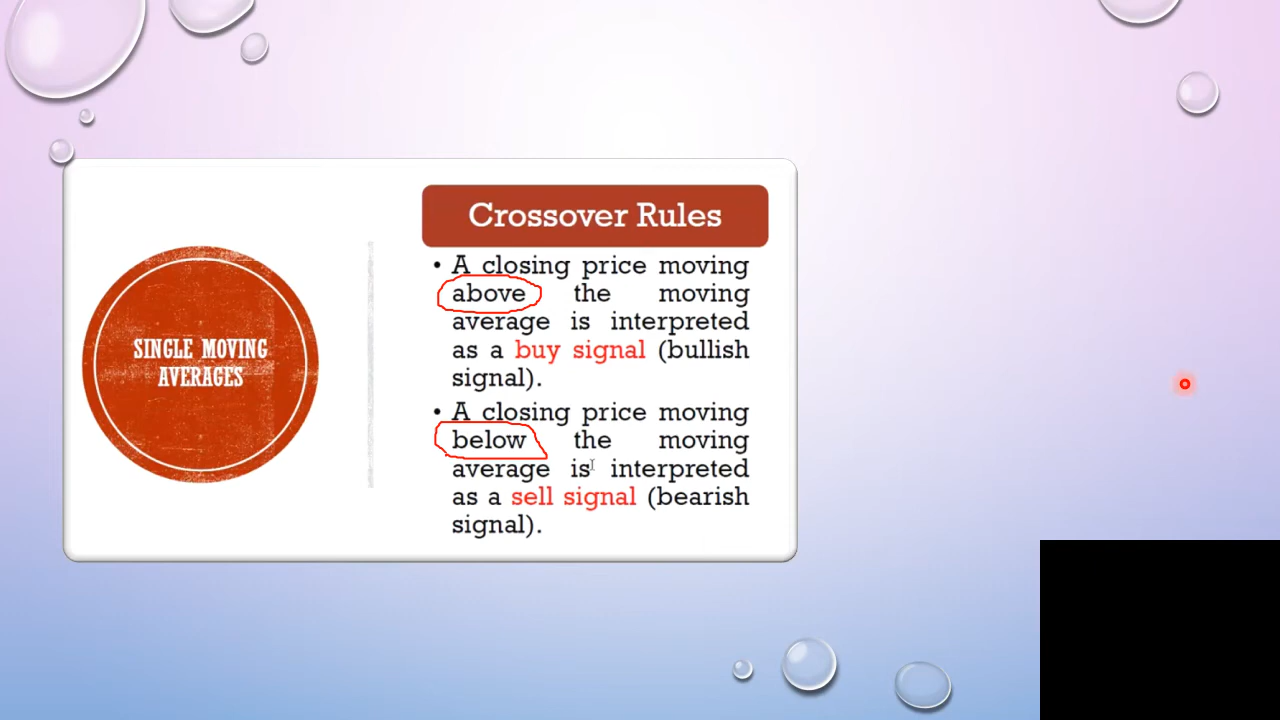 SINGLE MOVING
AVERAGES
Crossover Rules
• A closing price moving
above the moving
average is interpreted
as a buy signal (bullish
signal).
• A closing price moving
below the moving
average is interpreted
as a sell signal (bearish
signal).